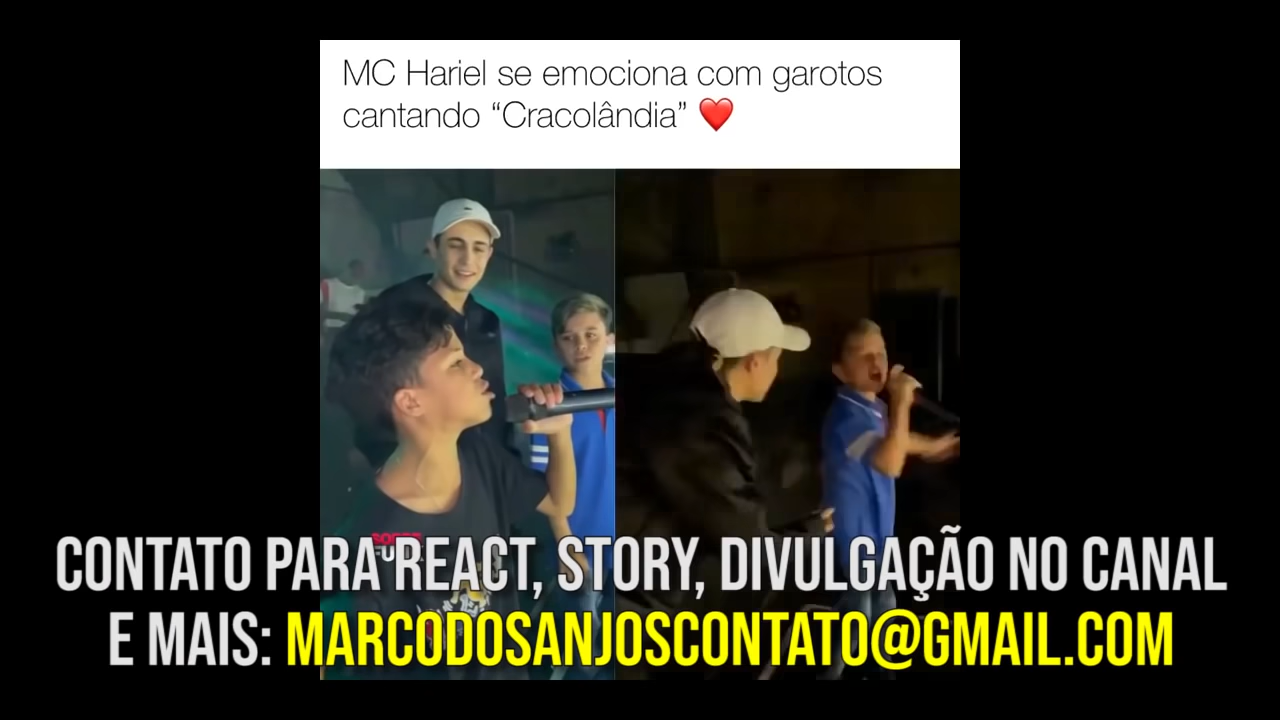 MC Hariel se emociona com garotos
cantando “Cracolândia” ❤️
CONTATO PARA REACT, STORY, DIVULGAÇÃO NO CANAL
E MAIS: MARCODOSANJOSCONTATO@GMAIL.COM